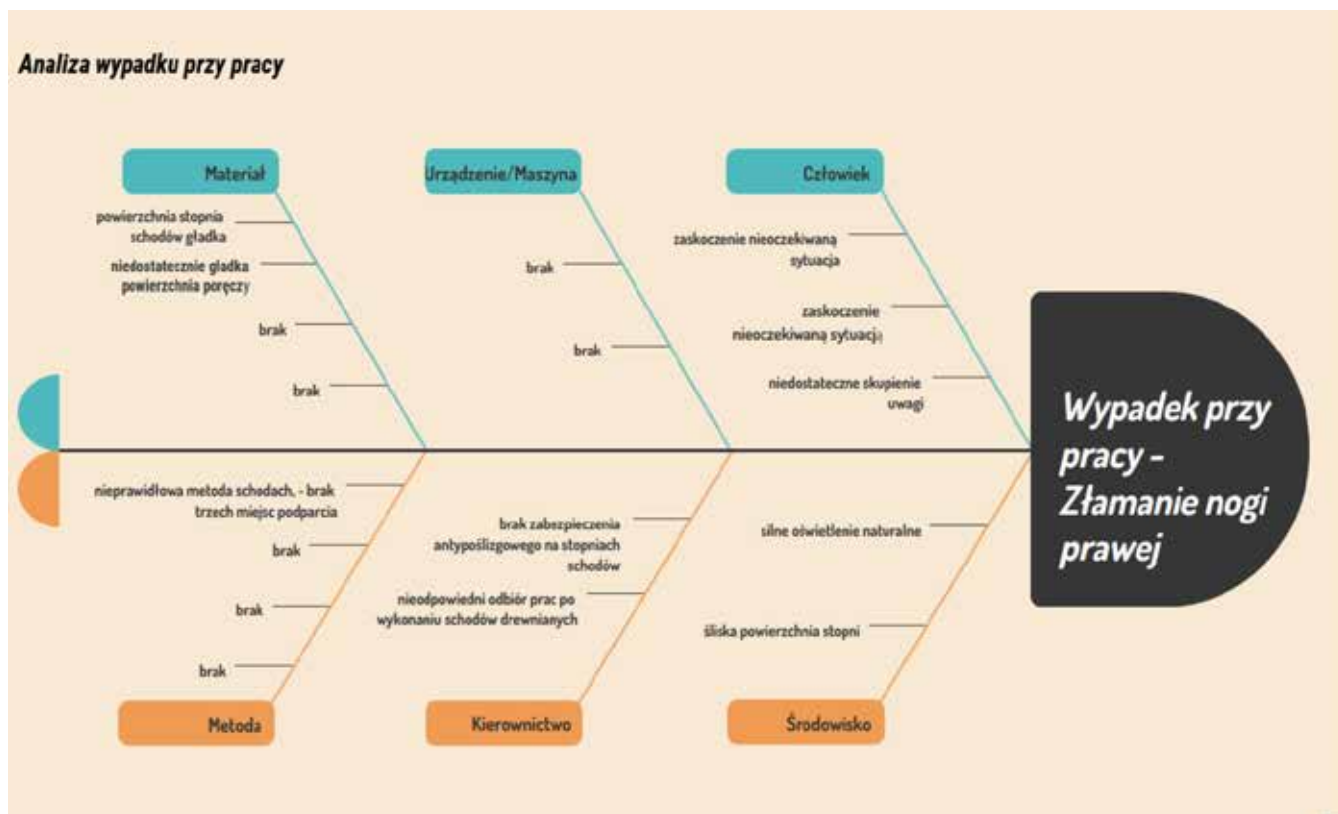 Analiza wypadku przy pracy
Materiał
powierzchnia stopnia
schodów gładka
niedostatecznie gładka
powierzchnia poręczy
brak
brak
Urządzenie/Maszyna
brak
brak
Człowiek
zaskoczenie nieoczekiwaną
sytuacja
zaskoczenie
nieoczekiwaną sytuacją
niedostateczne skupienie
uwagi
Wypadek przy
pracy -
Złamanie nogi
prawej
nieprawidłowa metoda schodach, - brak
trzech miejsc podparcia
brak
brak
brak
Metoda
brak zabezpieczenia
antypoślizgowego na stopniach
schodów
nieodpowiedni odbiór prac po
wykonaniu schodów drewnianych
Kierownictwo
silne oświetlenie naturalne
śliska powierzchnia stopni
Środowisko